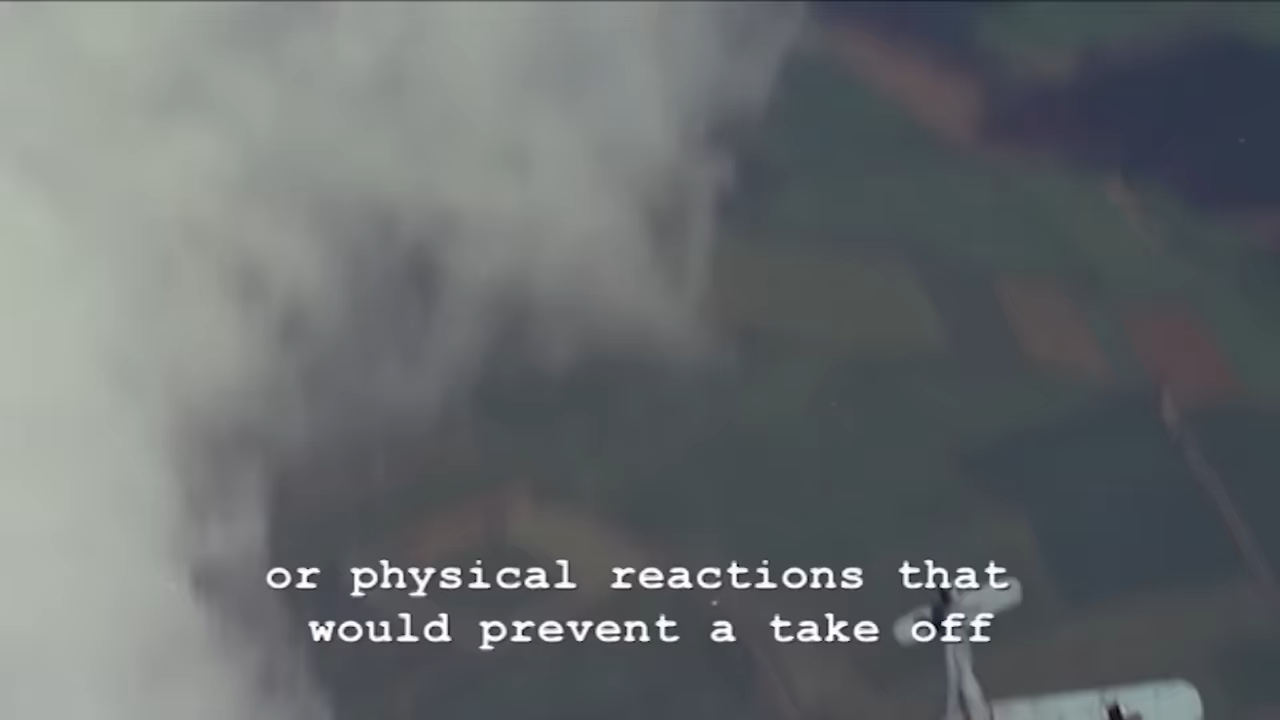 or physical reactions that
would prevent a take off